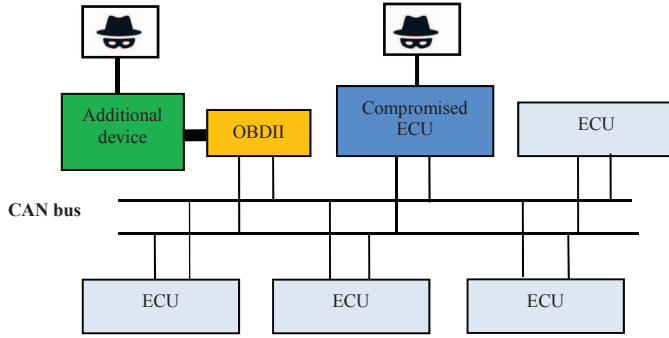 Additional
device
OBDII
Compromised
ECU
ECU
CAN bus
ECU
ECU
ECU